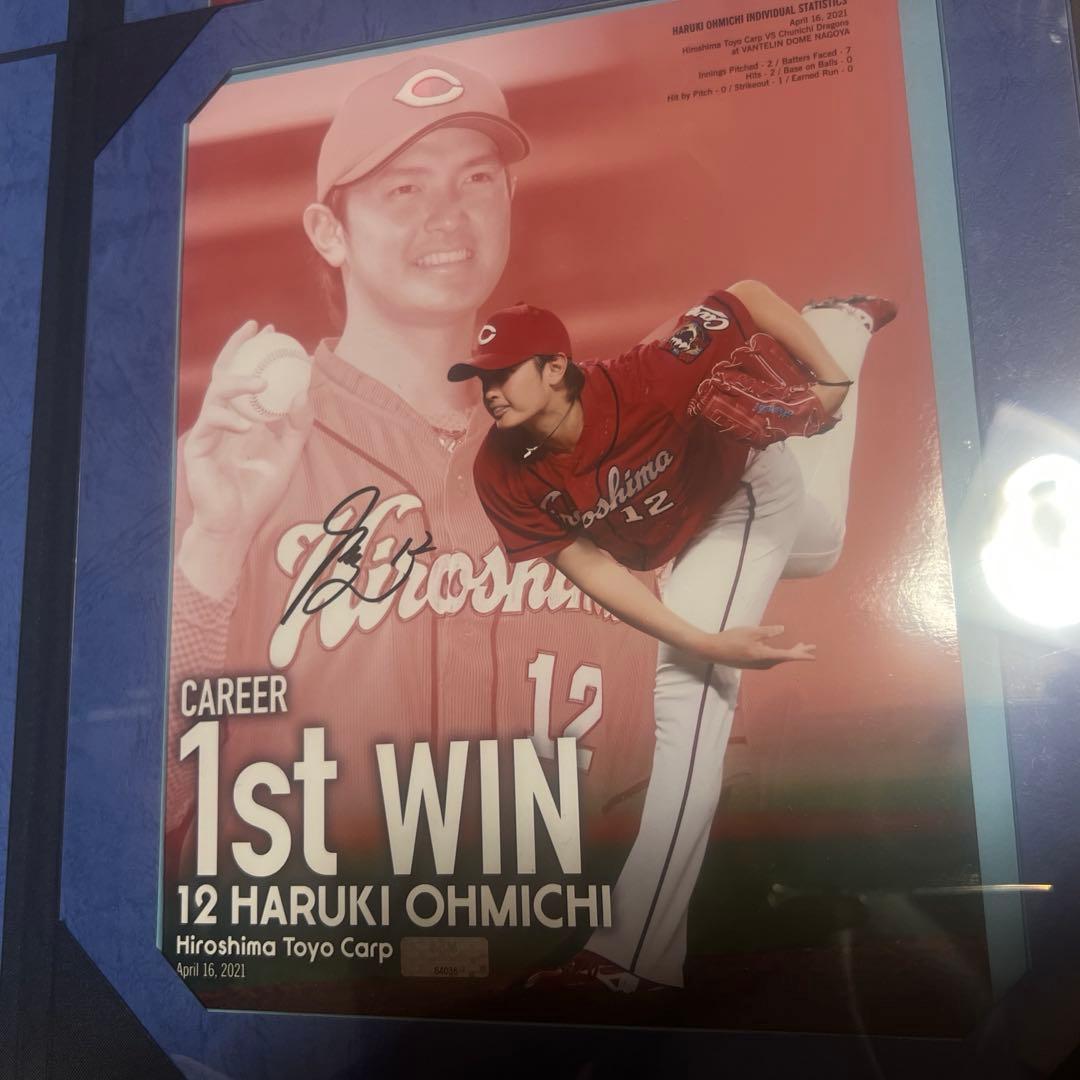 HARUKI OHMICHI INDIVIDUAL STATISTICS
April 16, 2021
Hiroshima Toyo Carp VS Chunichi Dragons
at VANTELIN DOME NAGOYA
Innings Pitched - 2 / Batters Faced - 7
Hits - 2 / Base on Balls - 0
Hit by Pitch - 0 / Strikeout - 1 / Earned Run - 0
C
C
Carp
Hiroshima
12
Hiroshima
12
CAREER
1st WIN
12 HARUKI OHMICHI
Hiroshima Toyo Carp
April 16, 2021